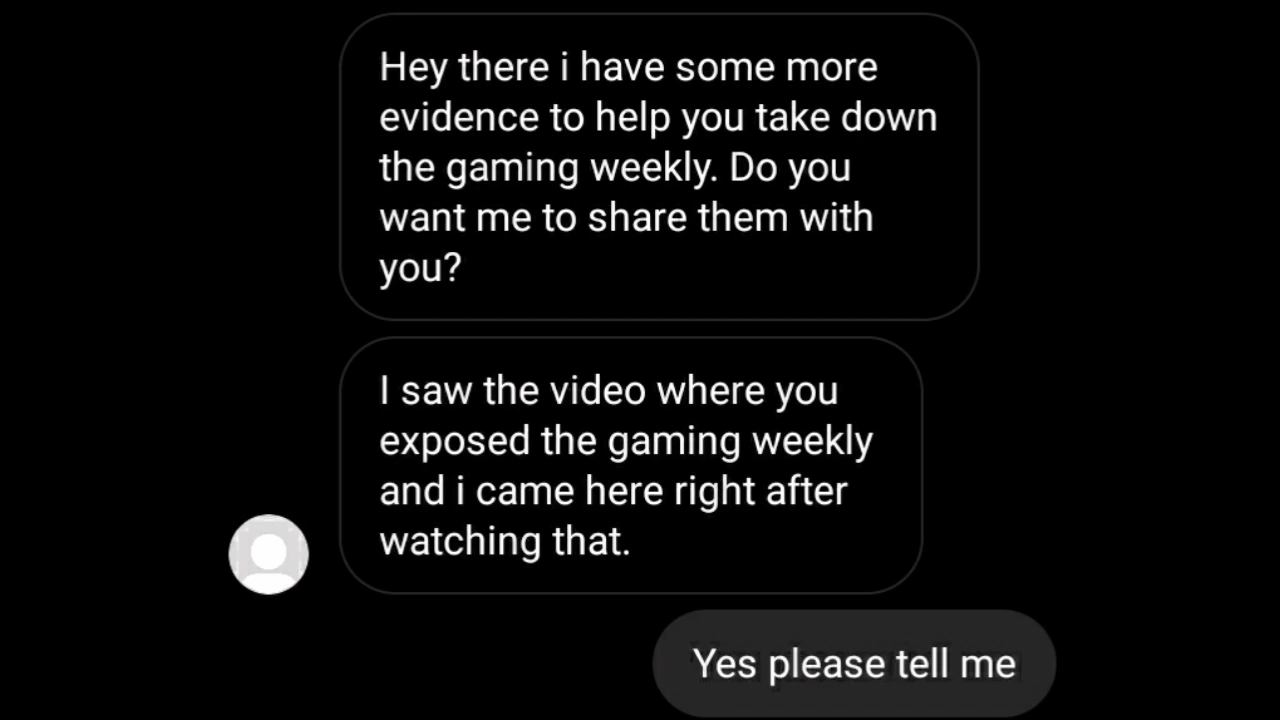 Hey there i have some more
evidence to help you take down
the gaming weekly. Do you
want me to share them with
you?
I saw the video where you
exposed the gaming weekly
and i came here right after
watching that.
Yes please tell me